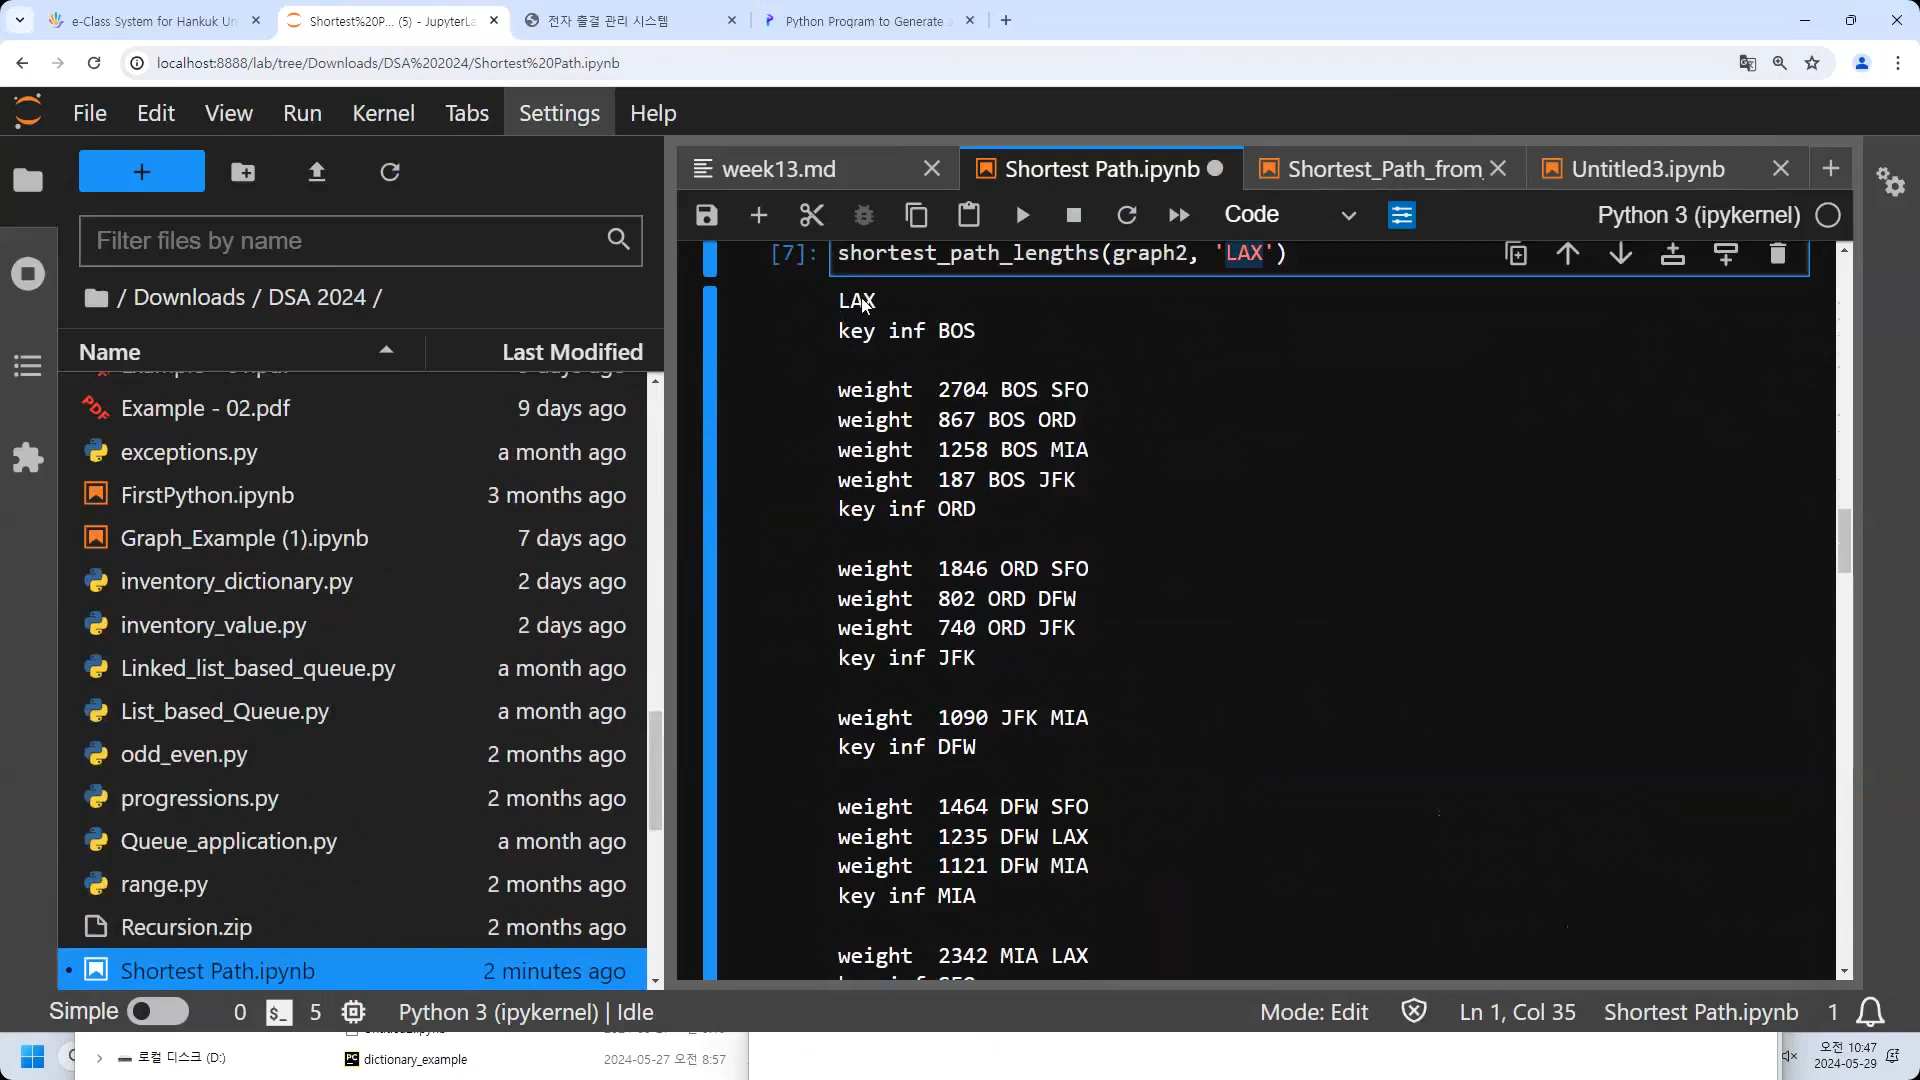 e-Class System for Hankuk Un
Shortest%20P... (5) - JupyterLa
전자 출결 관리 시스템
Python Program to Generate a
localhost:8888/lab/tree/Downloads/DSA%202024/Shortest%20Path.ipynb
File Edit View Run Kernel Tabs Settings Help
week13.md
Shortest Path.ipynb
Shortest_Path_from_
Untitled3.ipynb
Code
Python 3 (ipykernel)
Filter files by name
/ Downloads / DSA 2024 /
Name Last Modified
Example - 02.pdf 9 days ago
exceptions.py a month ago
FirstPython.ipynb 3 months ago
Graph_Example (1).ipynb 7 days ago
inventory_dictionary.py 2 days ago
inventory_value.py 2 days ago
Linked_list_based_queue.py a month ago
List_based_Queue.py a month ago
odd_even.py 2 months ago
progressions.py 2 months ago
Queue_application.py a month ago
range.py 2 months ago
Recursion.zip 2 months ago
Shortest Path.ipynb 2 minutes ago
[7]: shortest_path_lengths(graph2, 'LAX')
LAX
key inf BOS
weight 2704 BOS SFO
weight 867 BOS ORD
weight 1258 BOS MIA
weight 187 BOS JFK
key inf ORD
weight 1846 ORD SFO
weight 802 ORD DFW
weight 740 ORD JFK
key inf JFK
weight 1090 JFK MIA
key inf DFW
weight 1464 DFW SFO
weight 1235 DFW LAX
weight 1121 DFW MIA
key inf MIA
weight 2342 MIA LAX
Simple 0 $_ 5 Python 3 (ipykernel) | Idle Mode: Edit Ln 1, Col 35 Shortest Path.ipynb 1
로컬 디스크 (D:)
dictionary_example 2024-05-27 오전 8:57
오전 10:47
2024-05-29